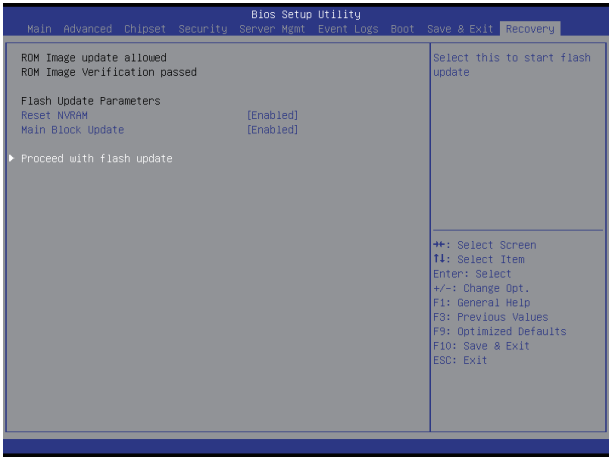 Bios Setup Utility
Main Advanced Chipset Security Server Mgmt Event Logs Boot Save & Exit Recovery
ROM Image update allowed
ROM Image Verification passed
Flash Update Parameters
Reset NVRAM [Enabled]
Main Block Update [Enabled]
Proceed with flash update
Select this to start flash
update
→←: Select Screen
↑↓: Select Item
Enter: Select
+/-: Change Opt.
F1: General Help
F3: Previous Values
F9: Optimized Defaults
F10: Save & Exit
ESC: Exit